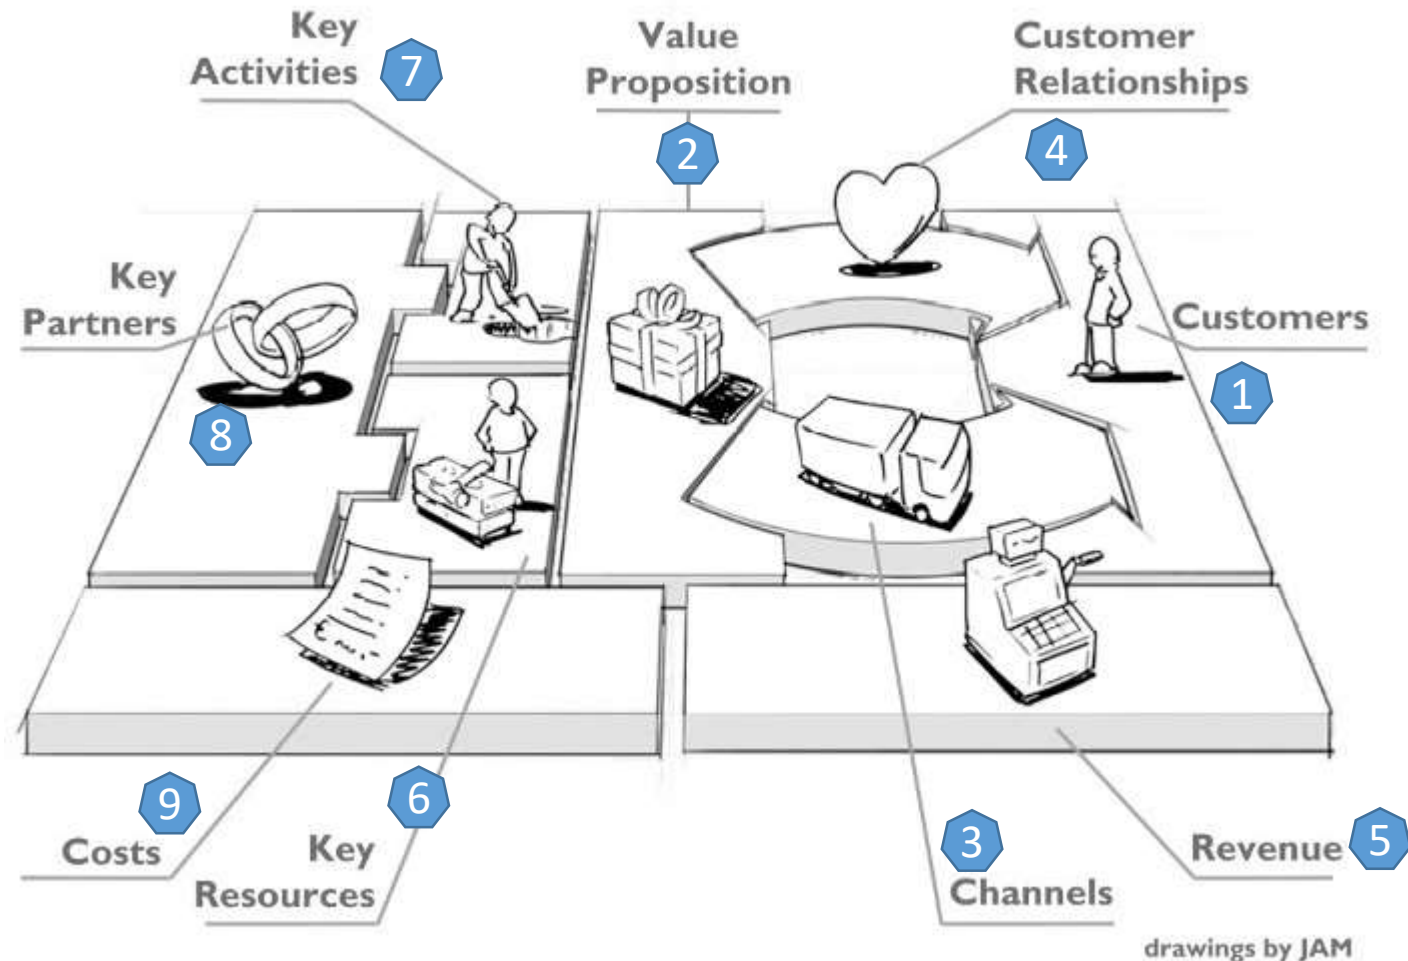 Key
Activities
7
Value
Proposition
2
Customer
Relationships
4
Key
Partners
8
Customers
1
9
Costs
6
Key
Resources
3
Channels
Revenue
5
drawings by JAM